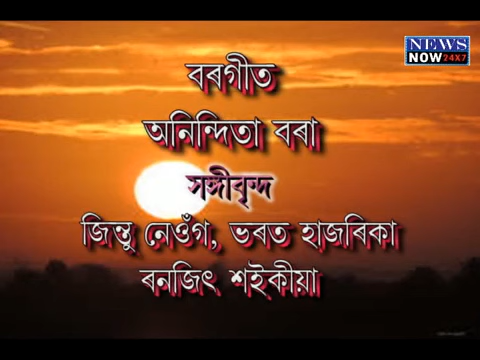 NEWS
NOW 24X7
বৰগীত
অনিন্দিতা বৰা
সঙ্গীবৃন্দ
জিন্তু নেওঁগ, ভৰত হাজৰিকা
ৰনজিৎ শইকীয়া